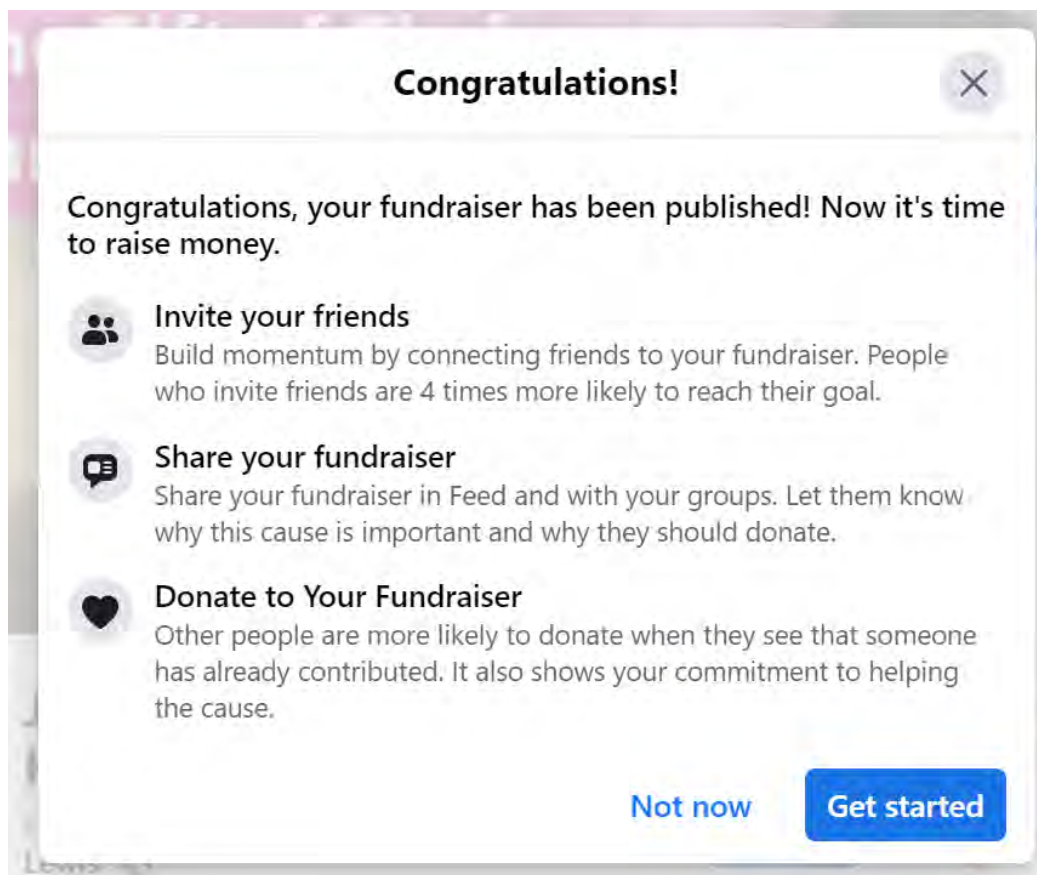 Congratulations!
Congratulations, your fundraiser has been published! Now it's time
to raise money.
Invite your friends
Build momentum by connecting friends to your fundraiser. People
who invite friends are 4 times more likely to reach their goal.
Share your fundraiser
Share your fundraiser in Feed and with your groups. Let them know
why this cause is important and why they should donate.
Donate to Your Fundraiser
Other people are more likely to donate when they see that someone
has already contributed. It also shows your commitment to helping
the cause.
Not now
Get started